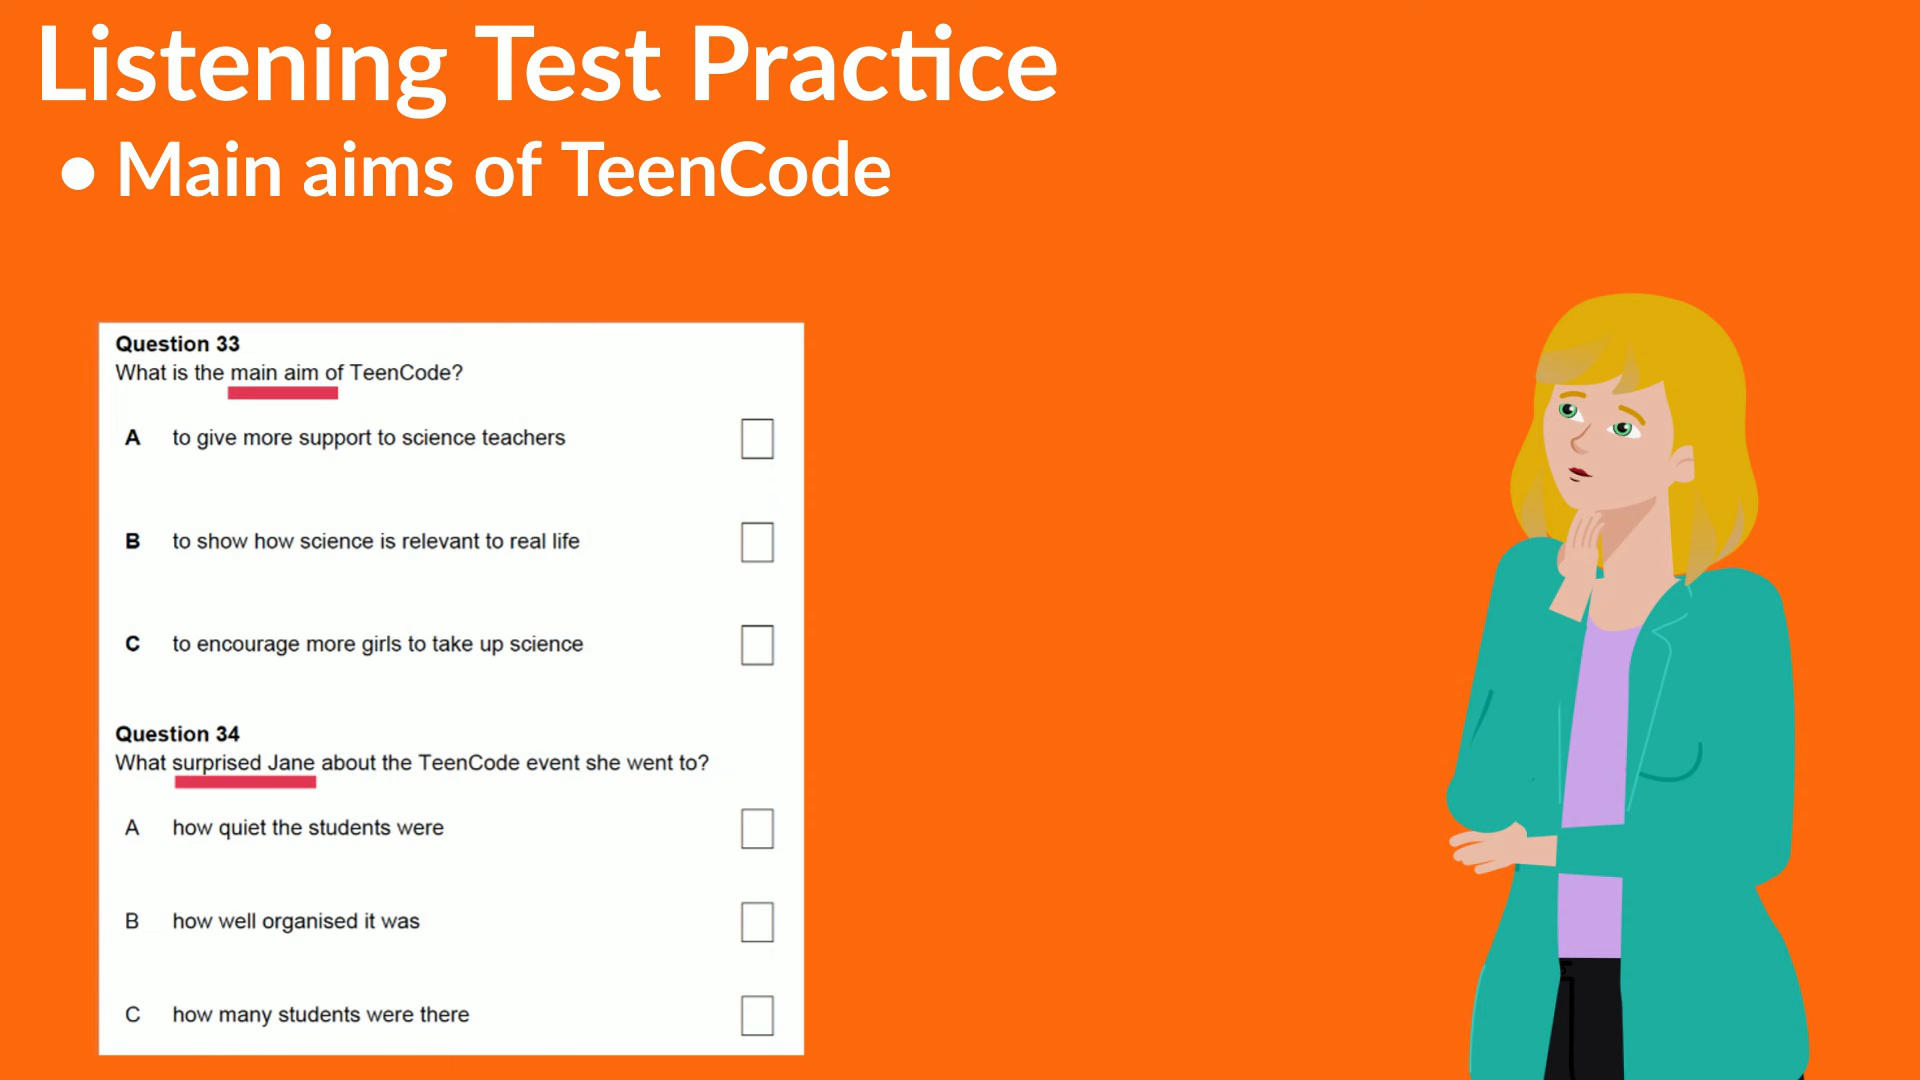 Listening Test Practice
• Main aims of TeenCode
Question 33
What is the main aim of TeenCode?
A to give more support to science teachers
B to show how science is relevant to real life
C to encourage more girls to take up science
Question 34
What surprised Jane about the TeenCode event she went to?
A how quiet the students were
B how well organised it was
C how many students were there